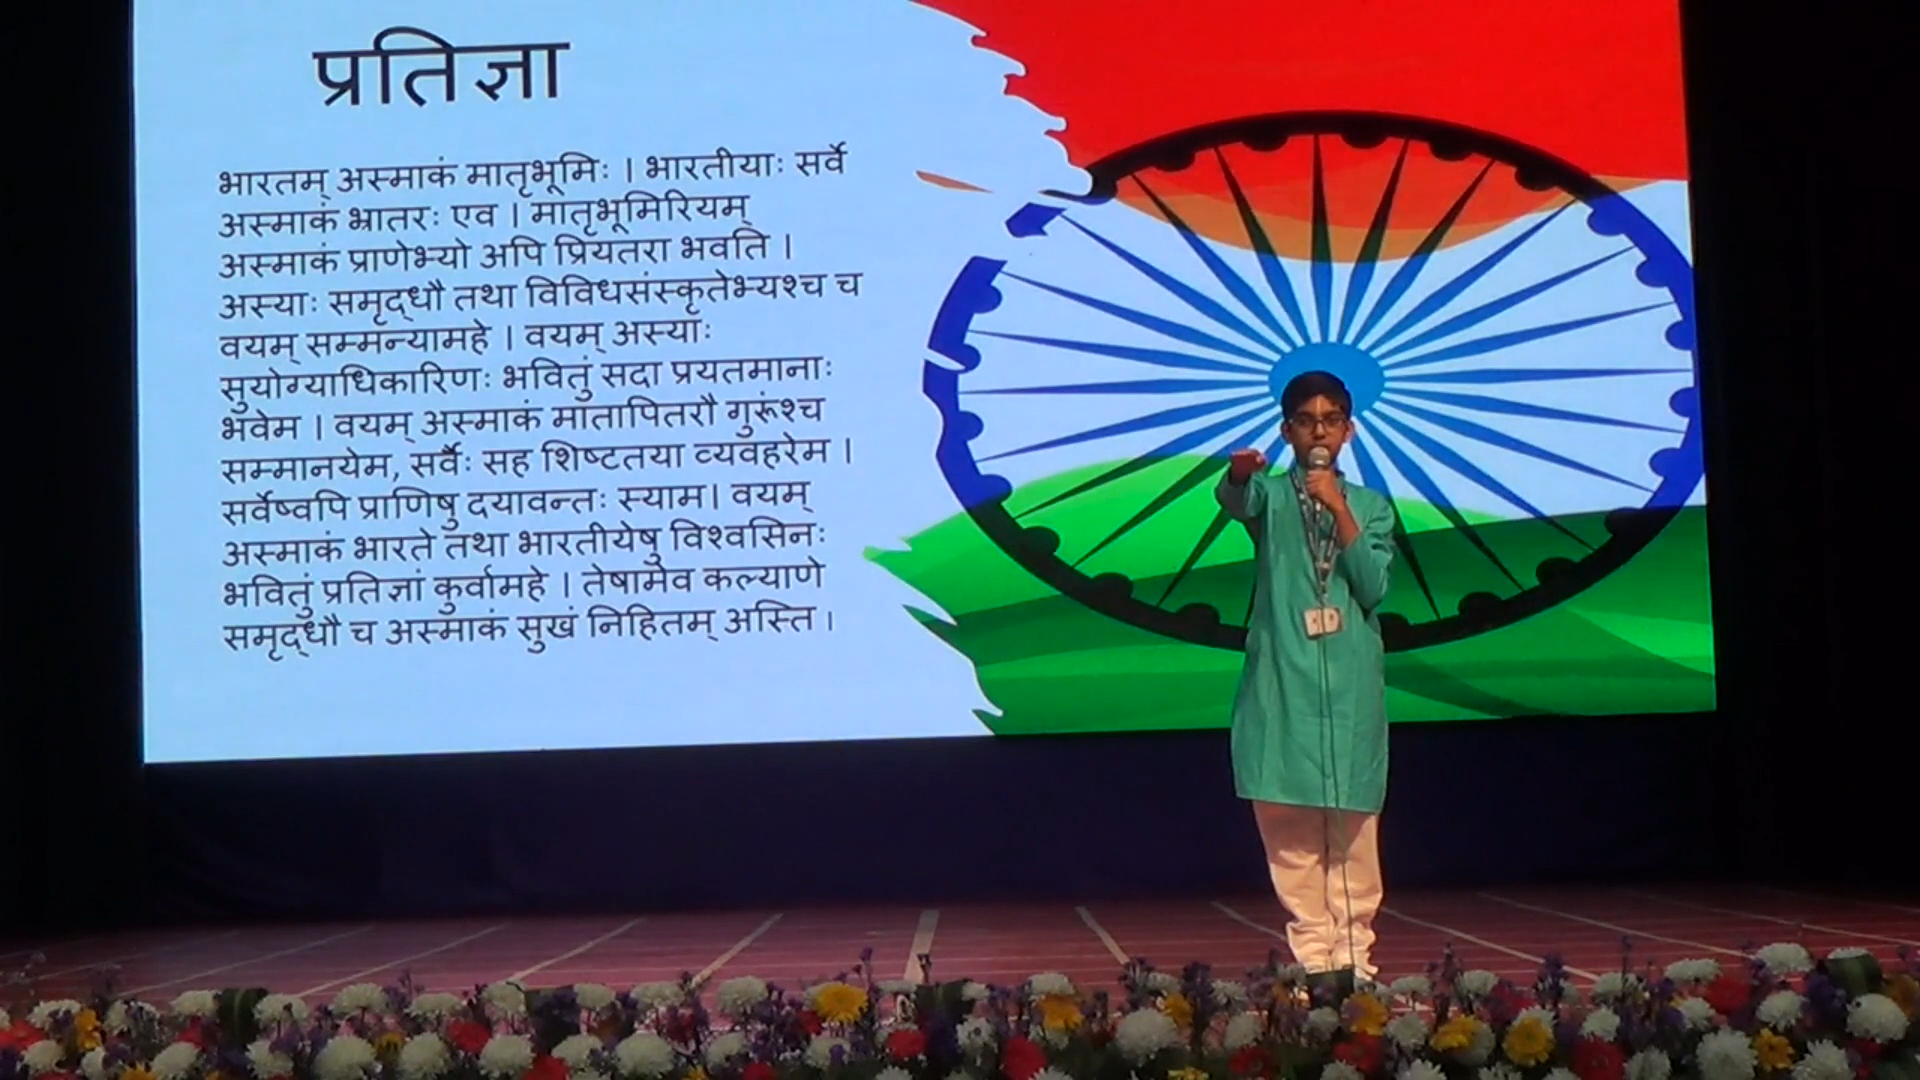 प्रतिज्ञा
भारतम् अस्माकं मातृभूमिः । भारतीयाः सर्वे
अस्माकं भ्रातरः एव । मातृभूमिरियम्
अस्माकं प्राणेभ्यो अपि प्रियतरा भवति ।
अस्याः समृद्धौ तथा विविधसंस्कृतेभ्यश्च च
वयम् सम्मन्यामहे । वयम् अस्याः
सुयोग्याधिकारिणः भवितुं सदा प्रयतमानाः
भवेम । वयम् अस्माकं मातापितरौ गुरूंश्च
सम्मानयेम, सर्वैः सह शिष्टतया व्यवहरेम ।
सर्वेष्वपि प्राणिषु दयावन्तः स्याम। वयम्
अस्माकं भारते तथा भारतीयेषु विश्वसिनः
भवितुं प्रतिज्ञां कुर्वामहे । तेषामेव कल्याणे
समृद्धौ च अस्माकं सुखं निहितम् अस्ति ।